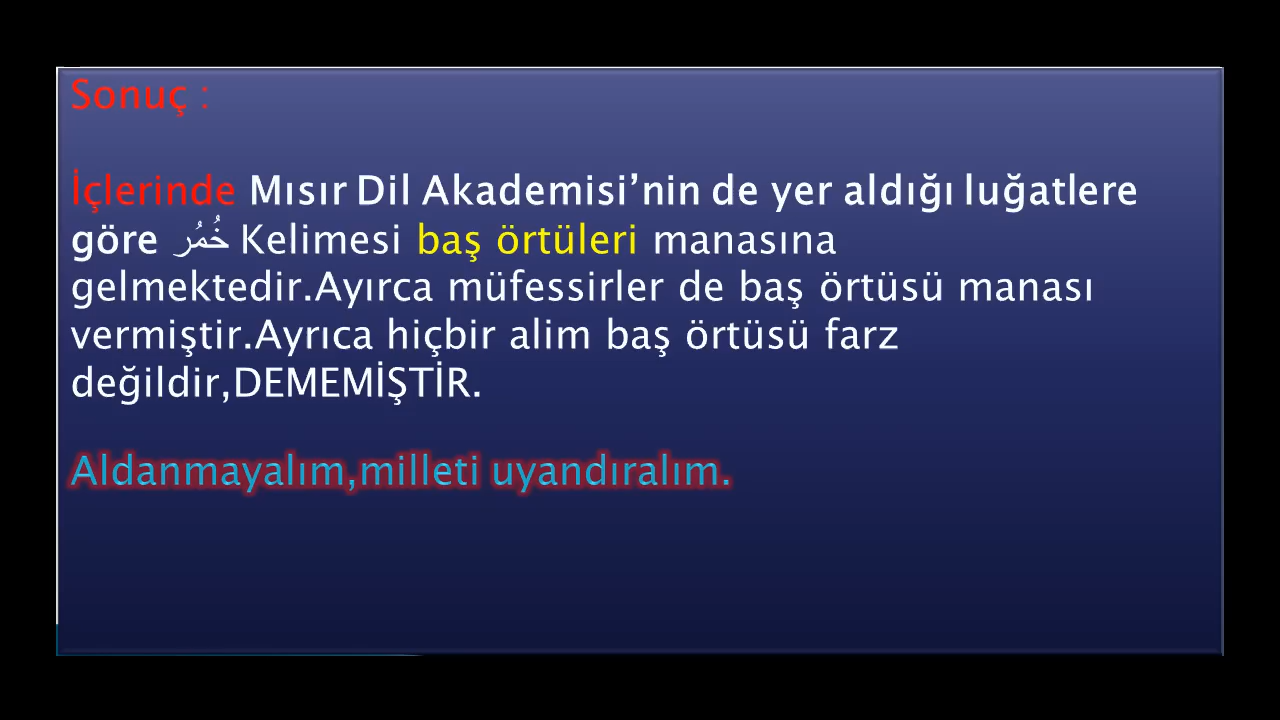 Sonuç :
İçlerinde Mısır Dil Akademisi’nin de yer aldığı luğatlere
göre خُمُر Kelimesi baş örtüleri manasına
gelmektedir.Ayırca müfessirler de baş örtüsü manası
vermiştir.Ayrıca hiçbir alim baş örtüsü farz
değildir,DEMEMİŞTİR.
Aldanmayalım,milleti uyandıralım.